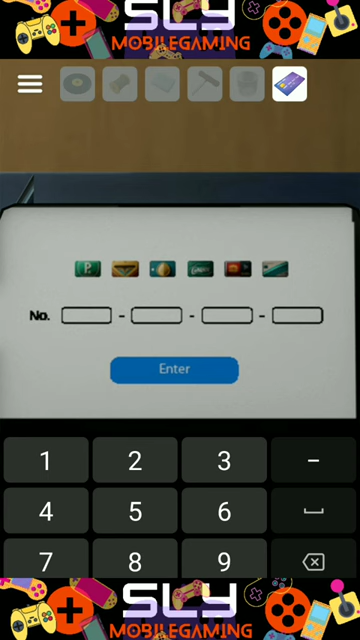 SLY
MOBILEGAMING
No. - - -
Enter
1 2 3 -
4 5 6
7 8 9
SLY
MOBILEGAMING